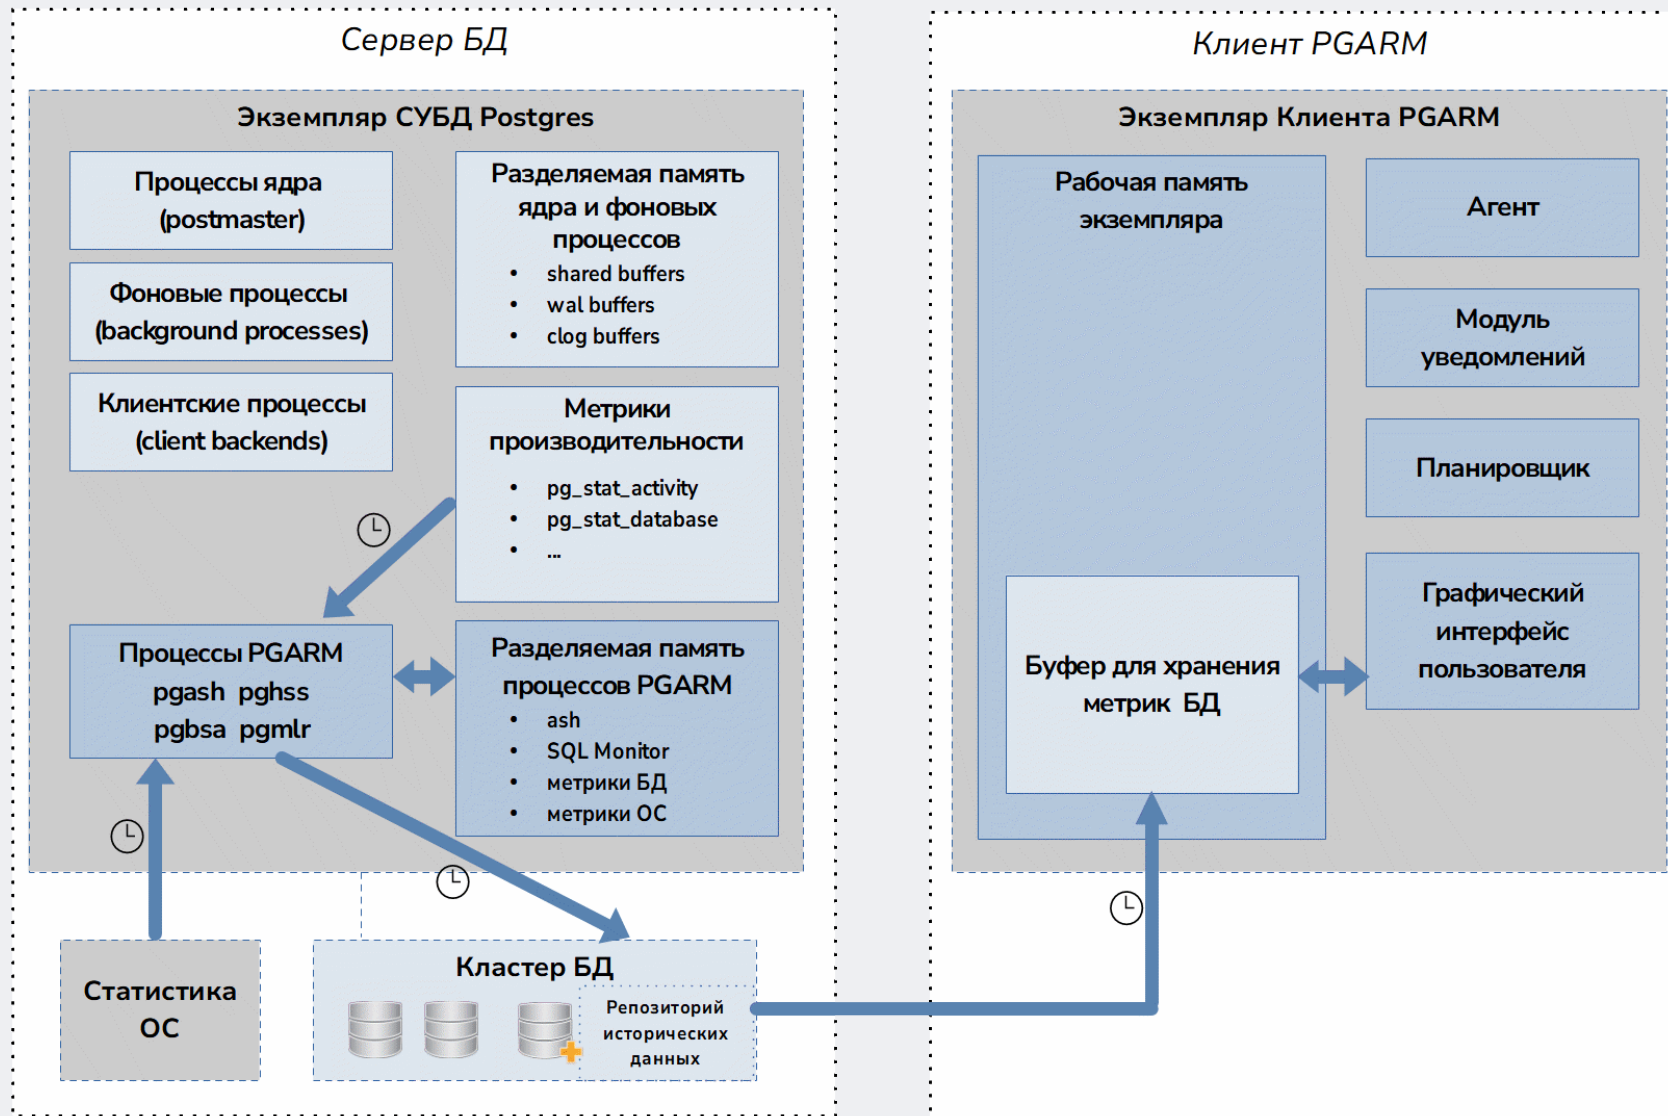 Сервер БД
Экземпляр СУБД Postgres
Процессы ядра
(postmaster)
Фоновые процессы
(background processes)
Клиентские процессы
(client backends)
Разделяемая память
ядра и фоновых
процессов
• shared buffers
• wal buffers
• clog buffers
Метрики
производительности
• pg_stat_activity
• pg_stat_database
• ...
Процессы PGARM
pgash pghss
pgbsa pgmlr
Разделяемая память
процессов PGARM
• ash
• SQL Monitor
• метрики БД
• метрики ОС
Статистика
ОС
Кластер БД
Репозиторий
исторических
данных
Клиент PGARM
Экземпляр Клиента PGARM
Рабочая память
экземпляра
Буфер для хранения
метрик БД
Агент
Модуль
уведомлений
Планировщик
Графический
интерфейс
пользователя